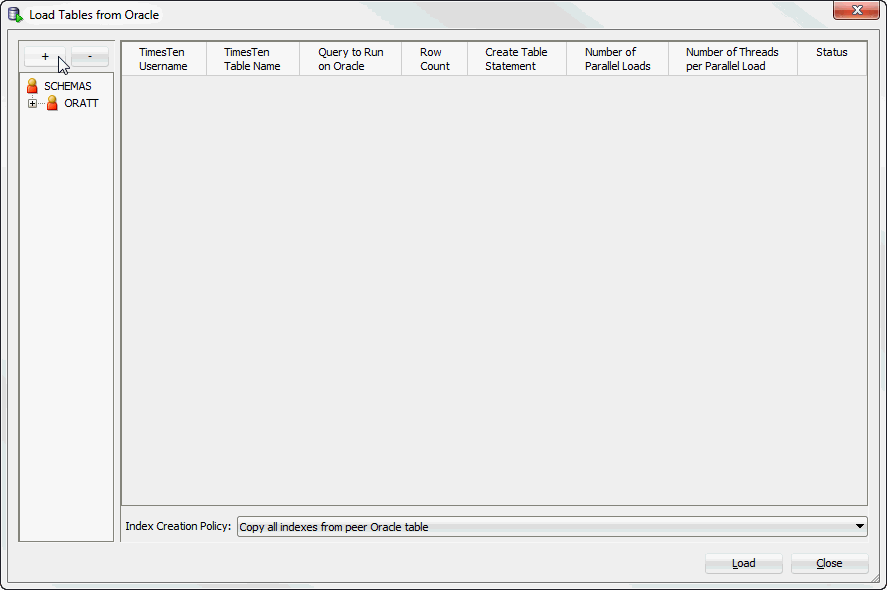 Load Tables from Oracle
+ -
SCHEMAS
ORATT
TimesTen Username
TimesTen Table Name
Query to Run on Oracle
Row Count
Create Table Statement
Number of Parallel Loads
Number of Threads per Parallel Load
Status
Index Creation Policy: Copy all indexes from peer Oracle table
Load Close